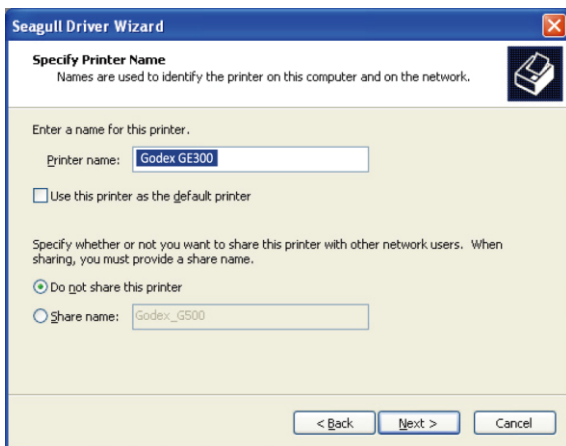 Seagull Driver Wizard
Specify Printer Name
Names are used to identify the printer on this computer and on the network.
Enter a name for this printer.
Printer name:
Godex GE300
Use this printer as the default printer
Specify whether or not you want to share this printer with other network users. When
sharing, you must provide a share name.
Do not share this printer
Share name:
Godex_G500
< Back
Next >
Cancel